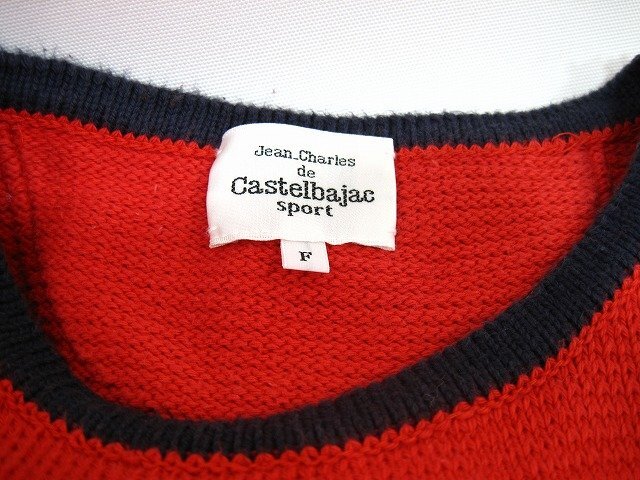 Jean_Charles
de
Castelbajac
sport
F